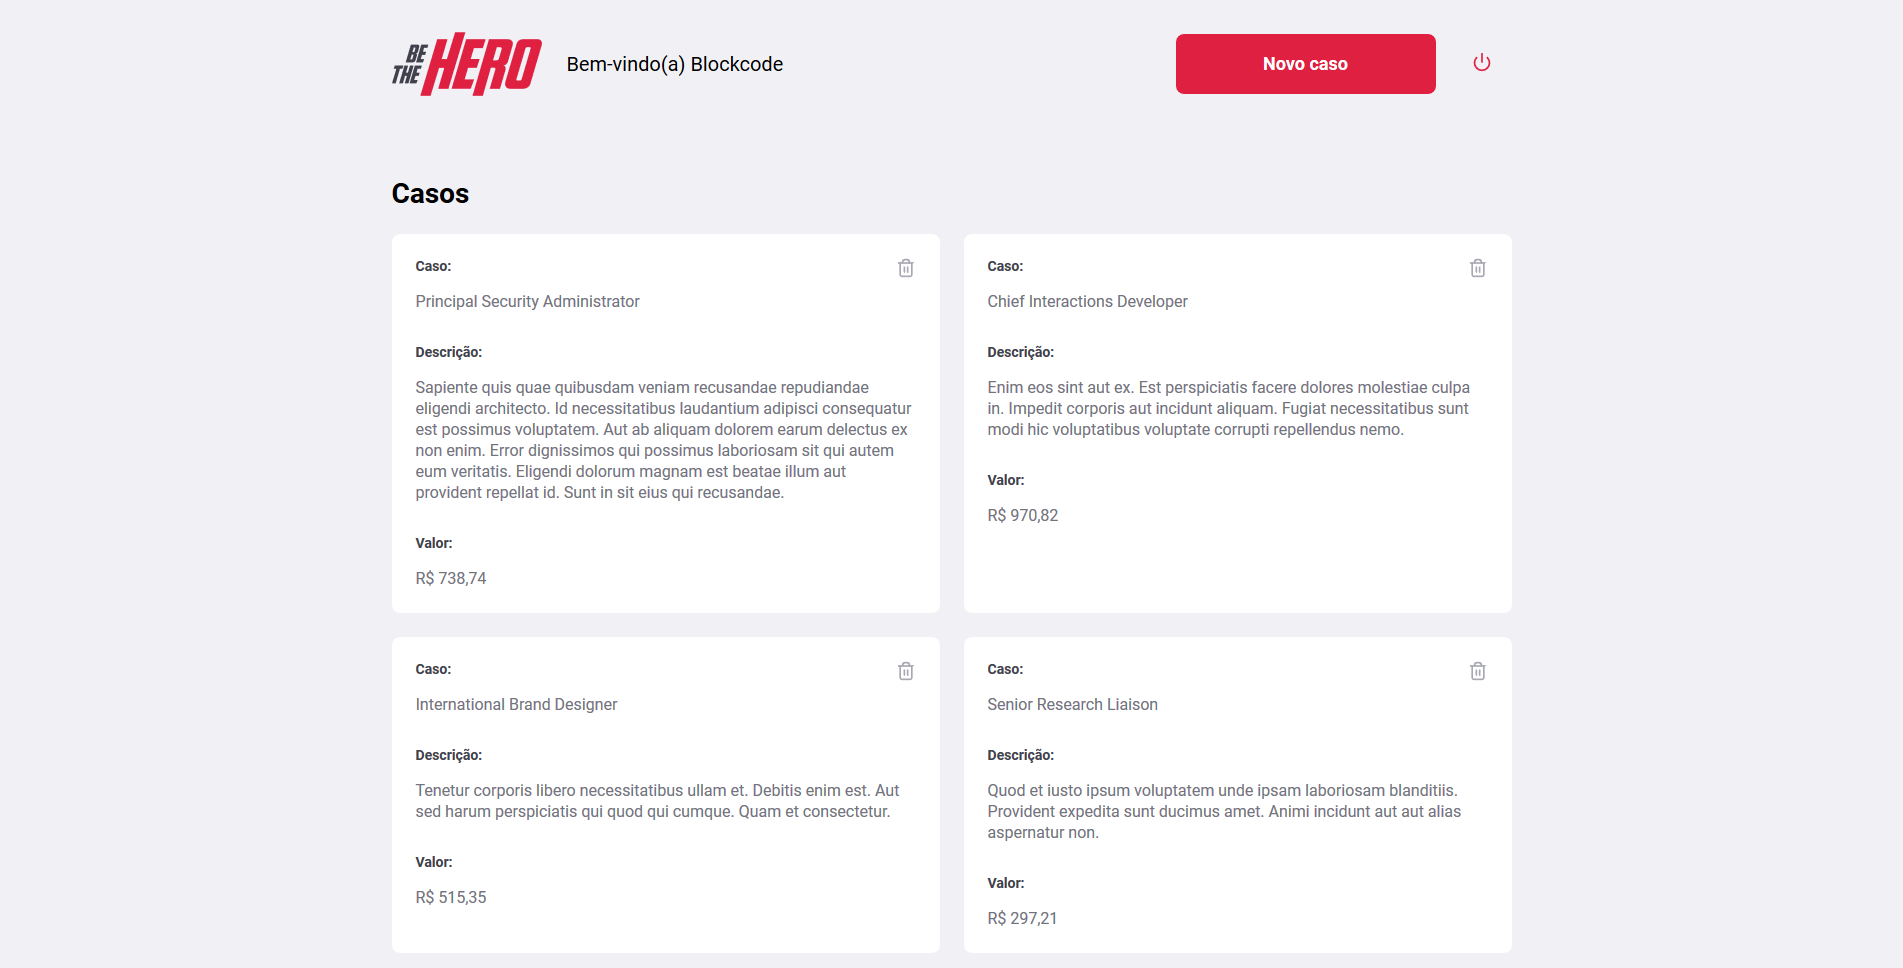 BE
THE HERO
Bem-vindo(a) Blockcode
Novo caso
Casos
Caso:
Principal Security Administrator
Descrição:
Sapiente quis quae quibusdam veniam recusandae repudiandae
eligendi architecto. Id necessitatibus laudantium adipisci consequatur
est possimus voluptatem. Aut ab aliquam dolorem earum delectus ex
non enim. Error dignissimos qui possimus laboriosam sit qui autem
eum veritatis. Eligendi dolorum magnam est beatae illum aut
provident repellat id. Sunt in sit eius qui recusandae.
Valor:
R$ 738,74
Caso:
Chief Interactions Developer
Descrição:
Enim eos sint aut ex. Est perspiciatis facere dolores molestiae culpa
in. Impedit corporis aut incidunt aliquam. Fugiat necessitatibus sunt
modi hic voluptatibus voluptate corrupti repellendus nemo.
Valor:
R$ 970,82
Caso:
International Brand Designer
Descrição:
Tenetur corporis libero necessitatibus ullam et. Debitis enim est. Aut
sed harum perspiciatis qui quod qui cumque. Quam et consectetur.
Valor:
R$ 515,35
Caso:
Senior Research Liaison
Descrição:
Quod et iusto ipsum voluptatem unde ipsam laboriosam blanditiis.
Provident expedita sunt ducimus amet. Animi incidunt aut aut alias
aspernatur non.
Valor:
R$ 297,21